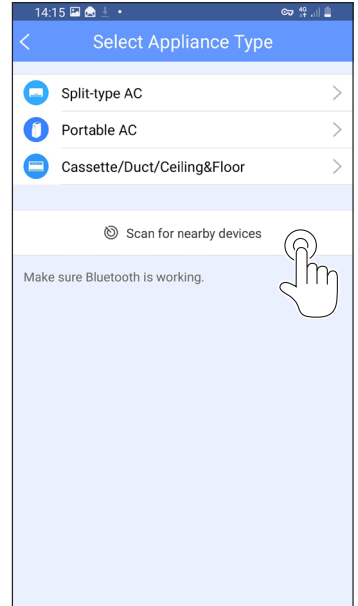 14:15
4G
Select Appliance Type
Split-type AC
Portable AC
Cassette/Duct/Ceiling&Floor
Scan for nearby devices
Make sure Bluetooth is working.